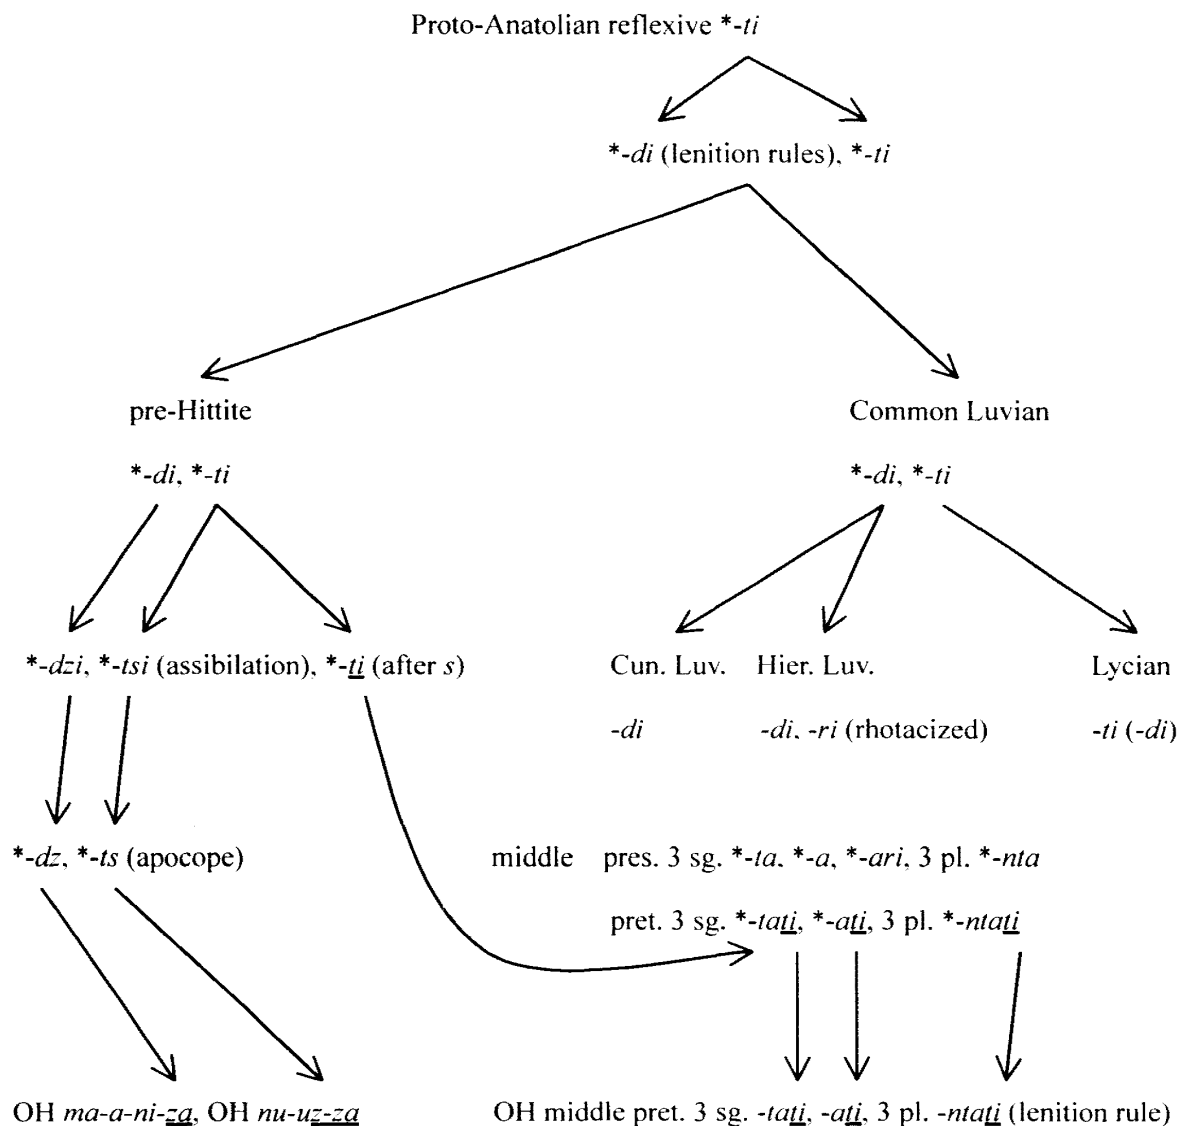 Proto-Anatolian reflexive *-ti
*-di (lenition rules), *-ti
pre-Hittite Common Luvian
*-di, *-ti *-di, *-ti
*-dzi, *-tsi (assibilation), *-ti (after s) Cun. Luv. Hier. Luv. Lycian
-di -di, -ri (rhotacized) -ti (-di)
*-dz, *-ts (apocope) middle pres. 3 sg. *-ta, *-a, *-ari, 3 pl. *-nta
pret. 3 sg. *-tati, *-ati, 3 pl. *-ntati
OH ma-a-ni-za, OH nu-uz-za OH middle pret. 3 sg. -tati, -ati, 3 pl. -ntati (lenition rule)